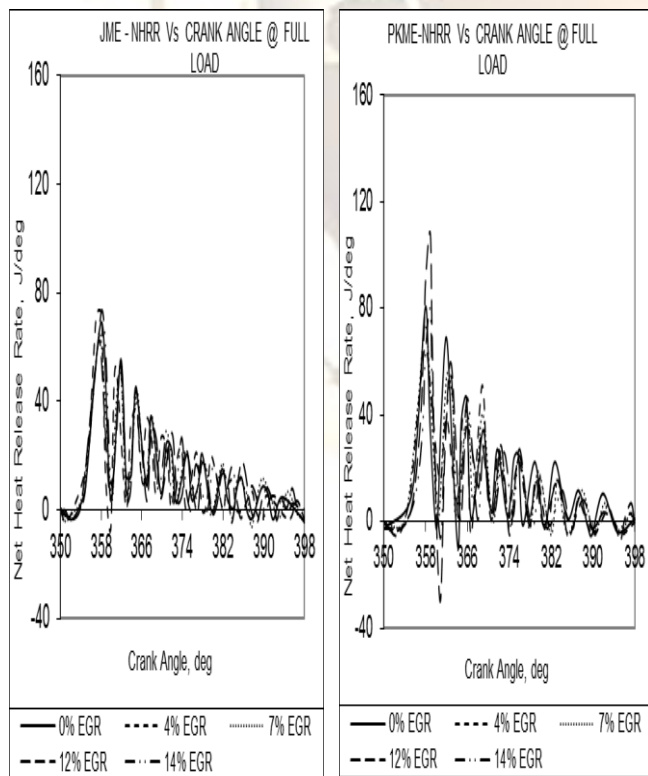 JME - NHRR Vs CRANK ANGLE @ FULL
LOAD
Net Heat Release Rate, J/deg
160
120
80
40
0
-40
350 358 366 374 382 390 398
Crank Angle, deg
0% EGR 4% EGR 7% EGR
12% EGR 14% EGR
PKME-NHRR Vs CRANK ANGLE @ FULL
LOAD
Net Heat Release Rate, J/deg
160
120
80
40
0
-40
350 358 366 374 382 390 398
Crank Angle, deg
0% EGR 4% EGR 7% EGR
12% EGR 14% EGR